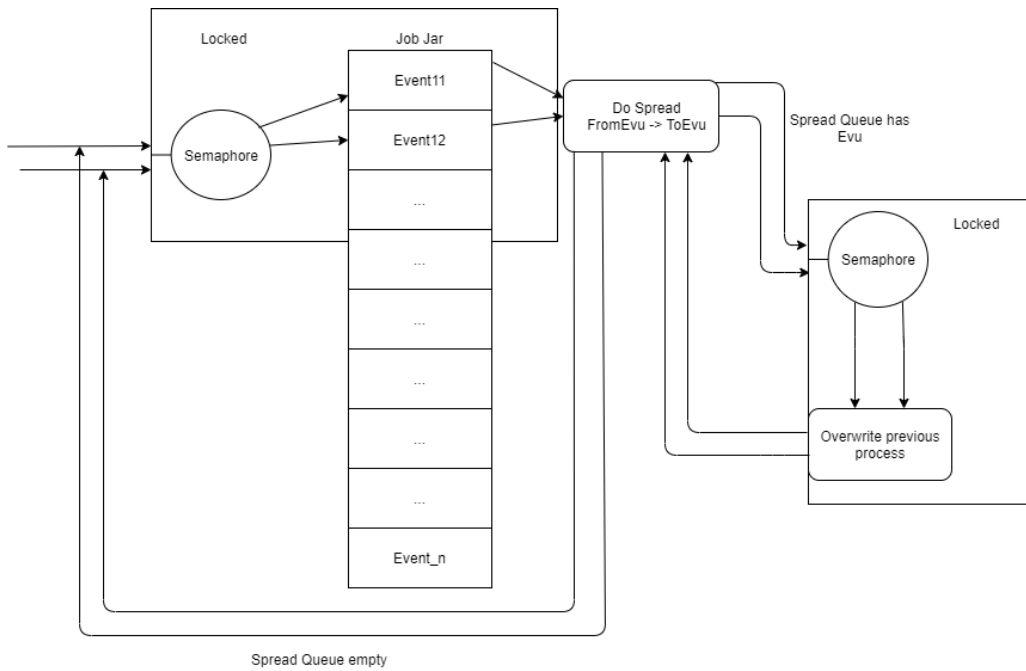 Locked
Job Jar
Event11
Do Spread
FromEvu -> ToEvu
Spread Queue has
Evu
Event12
Semaphore
...
Locked
...
Semaphore
...
...
...
Overwrite previous
process
...
Event_n
Spread Queue empty